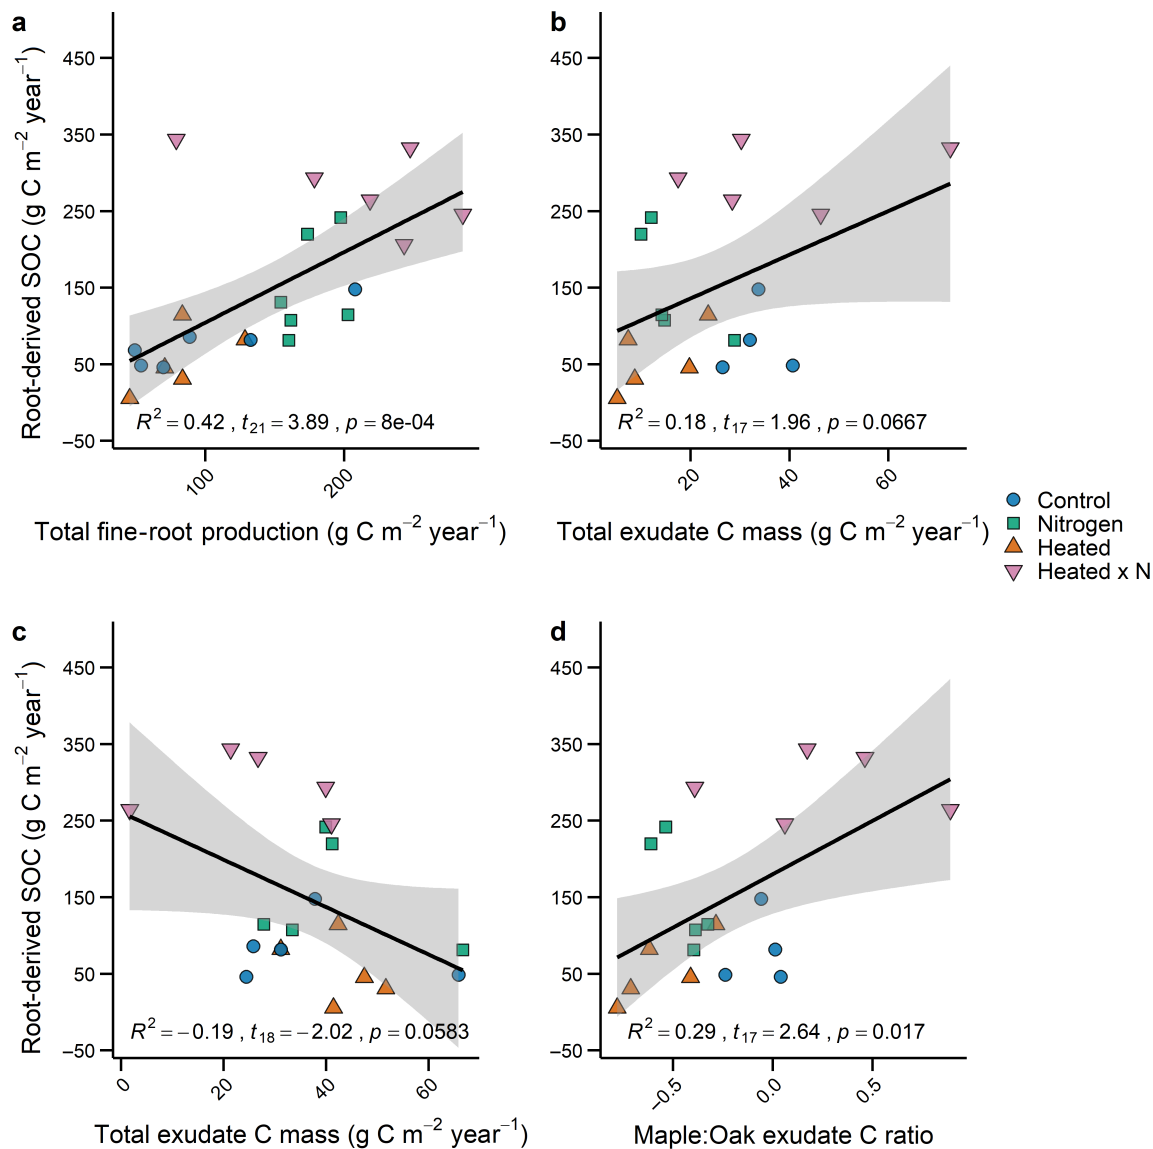 a
Root-derived SOC (g C m⁻² year⁻¹)
450
350
250
150
50
−50
R² = 0.42 , t₂₁ = 3.89 , p = 8e-04
100
200
Total fine-root production (g C m⁻² year⁻¹)
b
450
350
250
150
50
−50
R² = 0.18 , t₁₇ = 1.96 , p = 0.0667
20
40
60
Total exudate C mass (g C m⁻² year⁻¹)
Control
Nitrogen
Heated
Heated x N
c
Root-derived SOC (g C m⁻² year⁻¹)
450
350
250
150
50
−50
R² = −0.19 , t₁₈ = −2.02 , p = 0.0583
0
20
40
60
Total exudate C mass (g C m⁻² year⁻¹)
d
450
350
250
150
50
−50
R² = 0.29 , t₁₇ = 2.64 , p = 0.017
−0.5
0.0
0.5
Maple:Oak exudate C ratio